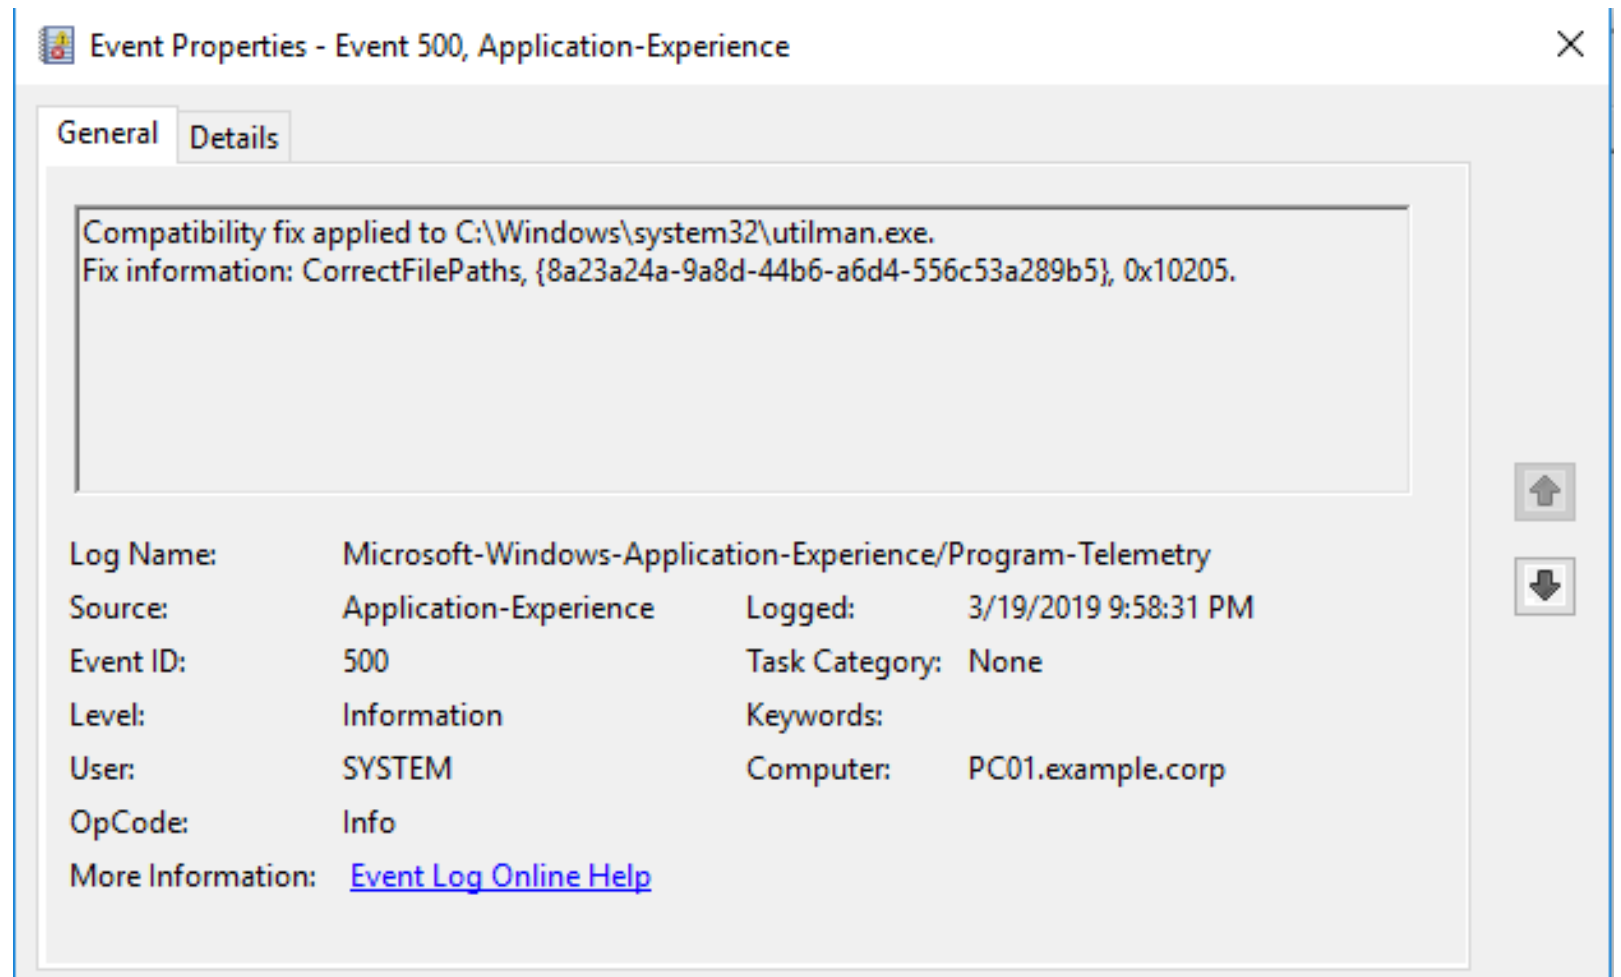 Event Properties - Event 500, Application-Experience
General Details
Compatibility fix applied to C:\Windows\system32\utilman.exe.
Fix information: CorrectFilePaths, {8a23a24a-9a8d-44b6-a6d4-556c53a289b5}, 0x10205.
Log Name: Microsoft-Windows-Application-Experience/Program-Telemetry
Source: Application-Experience Logged: 3/19/2019 9:58:31 PM
Event ID: 500 Task Category: None
Level: Information Keywords:
User: SYSTEM Computer: PC01.example.corp
OpCode: Info
More Information: Event Log Online Help